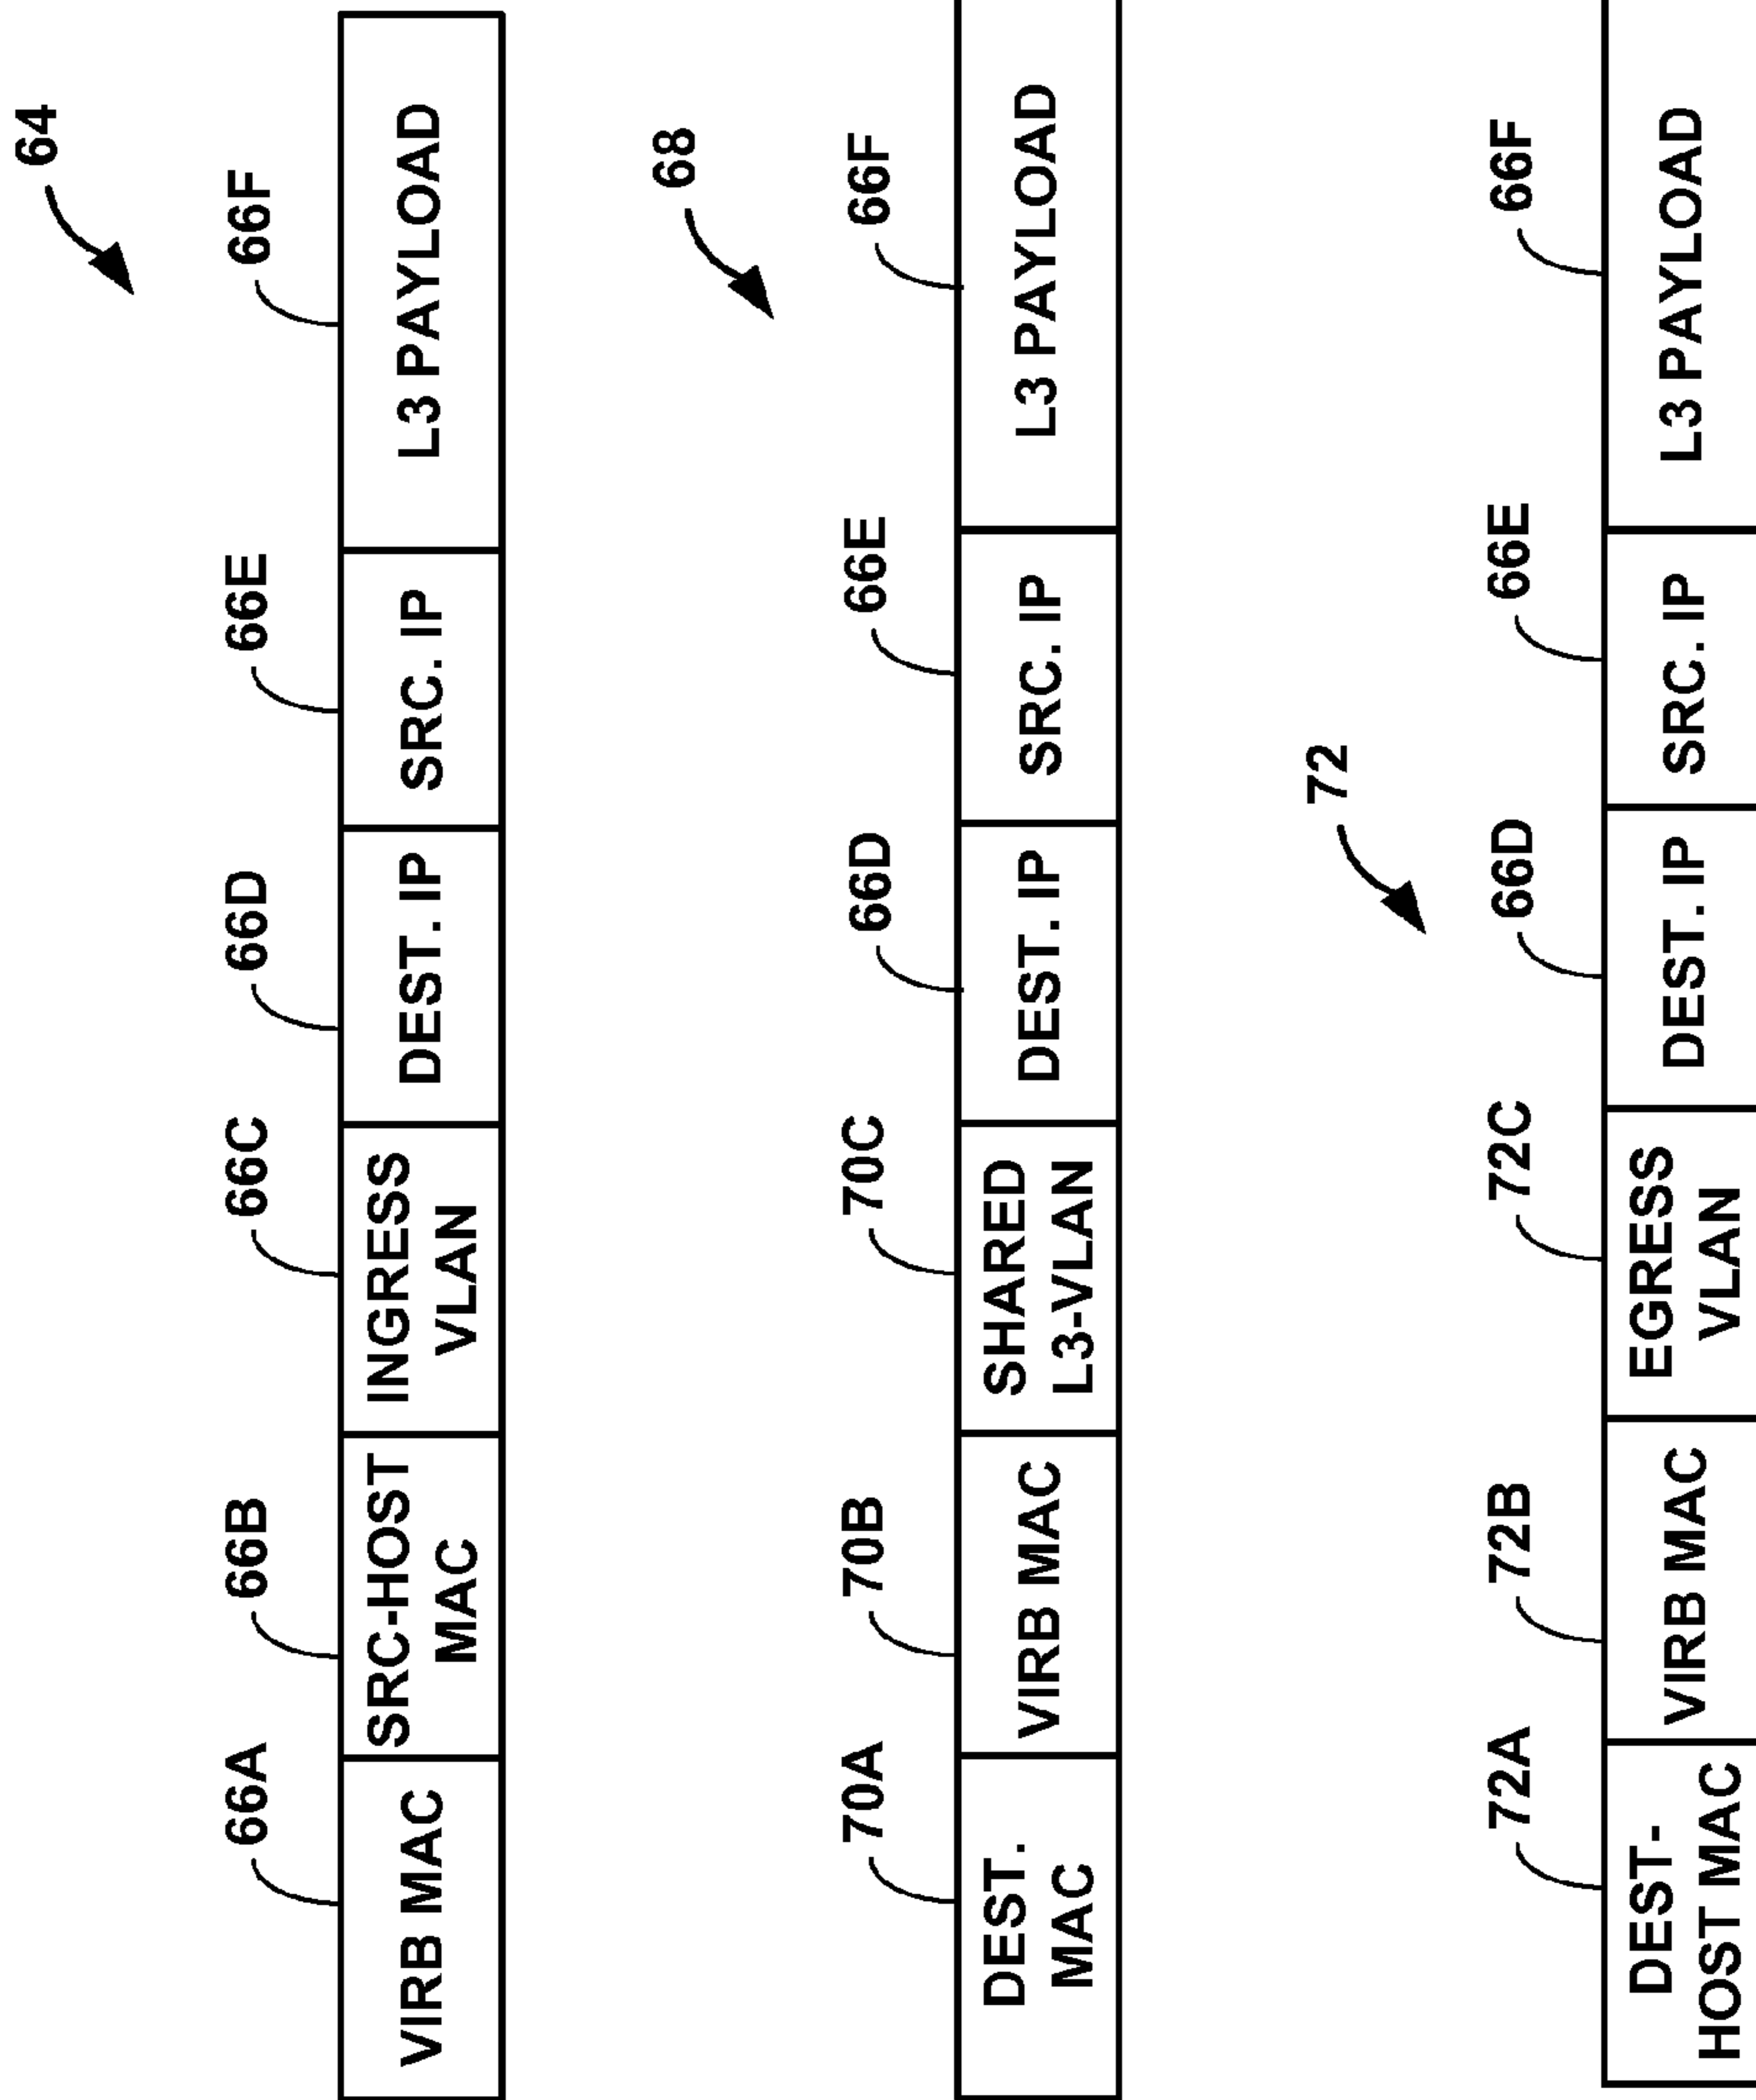 64
66A
66B
66C
66D
66E
66F
VIRB MAC
SRC-HOST
MAC
INGRESS
VLAN
DEST. IP
SRC. IP
L3 PAYLOAD
68
70A
70B
70C
66D
66E
66F
DEST.
MAC
VIRB MAC
SHARED
L3-VLAN
DEST. IP
SRC. IP
L3 PAYLOAD
72
72A
72B
72C
66D
66E
66F
DEST-
HOST MAC
VIRB MAC
EGRESS
VLAN
DEST. IP
SRC. IP
L3 PAYLOAD